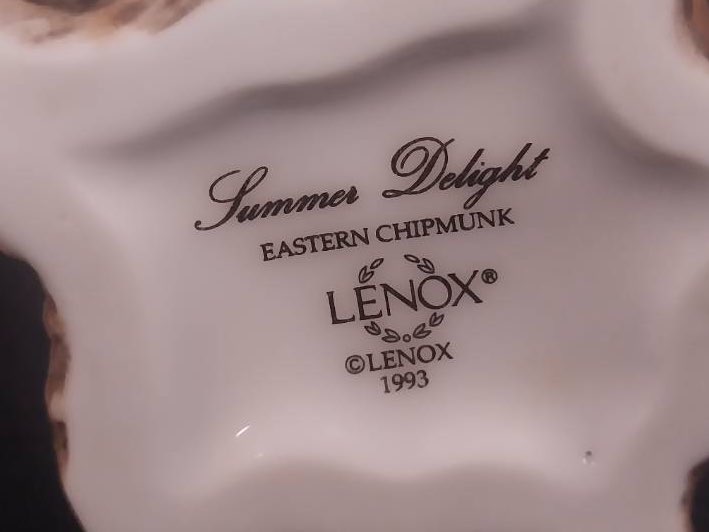 Summer Delight
EASTERN CHIPMUNK
LENOX®
©LENOX
1993